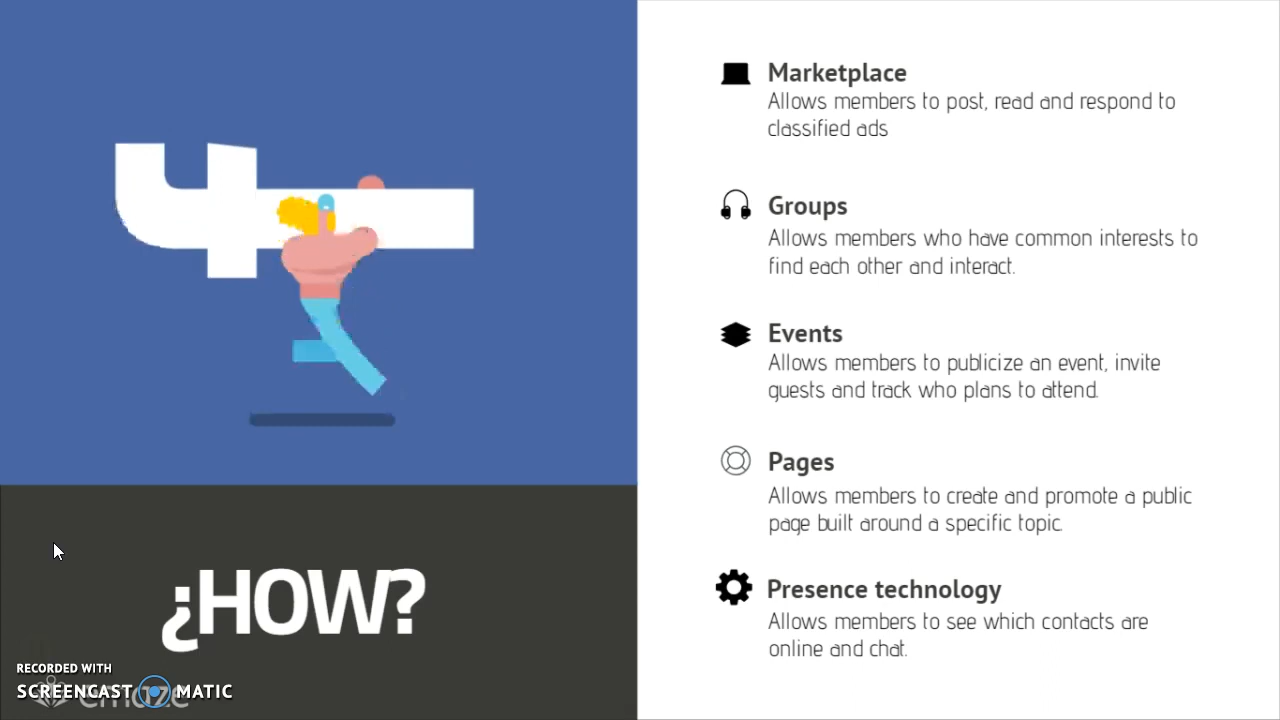 Marketplace
Allows members to post, read and respond to
classified ads
Groups
Allows members who have common interests to
find each other and interact.
Events
Allows members to publicize an event, invite
guests and track who plans to attend.
Pages
Allows members to create and promote a public
page built around a specific topic.
Presence technology
Allows members to see which contacts are
online and chat.
¿HOW?
RECORDED WITH
SCREENCAST MATIC
emaze